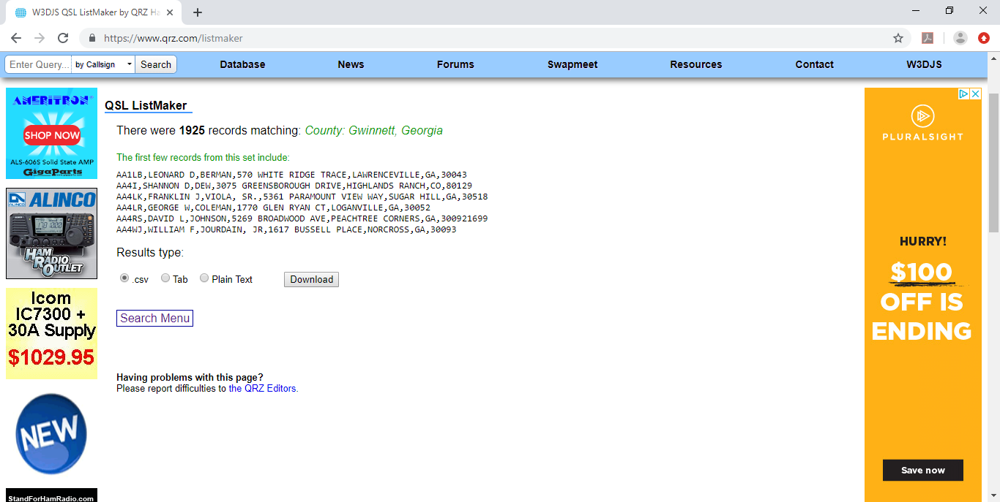 W3DJS QSL ListMaker by QRZ Ha
https://www.qrz.com/listmaker
Enter Query... by Callsign Search Database News Forums Swapmeet Resources Contact W3DJS
AMERITRON
SHOP NOW
ALS-606S Solid State AMP
GigaParts
ALINCO
HAM RADIO OUTLET
Icom
IC7300 +
30A Supply
$1029.95
NEW
StandForHamRadio.com
QSL ListMaker
There were 1925 records matching: County: Gwinnett, Georgia
The first few records from this set include:
AA1LB,LEONARD D,BERMAN,570 WHITE RIDGE TRACE,LAWRENCEVILLE,GA,30043
AA4I,SHANNON D,DEW,3075 GREENSBOROUGH DRIVE,HIGHLANDS RANCH,CO,80129
AA4LK,FRANKLIN J,VIOLA, SR.,5361 PARAMOUNT VIEW WAY,SUGAR HILL,GA,30518
AA4LR,GEORGE W,COLEMAN,1770 GLEN RYAN CT,LOGANVILLE,GA,30052
AA4RS,DAVID L,JOHNSON,5269 BROADWOOD AVE,PEACHTREE CORNERS,GA,300921699
AA4WJ,WILLIAM F,JOURDAIN, JR,1617 BUSSELL PLACE,NORCROSS,GA,30093
Results type:
.csv Tab Plain Text Download
Search Menu
Having problems with this page?
Please report difficulties to the QRZ Editors.
PLURALSIGHT
HURRY!
$100
OFF IS
ENDING
Save now